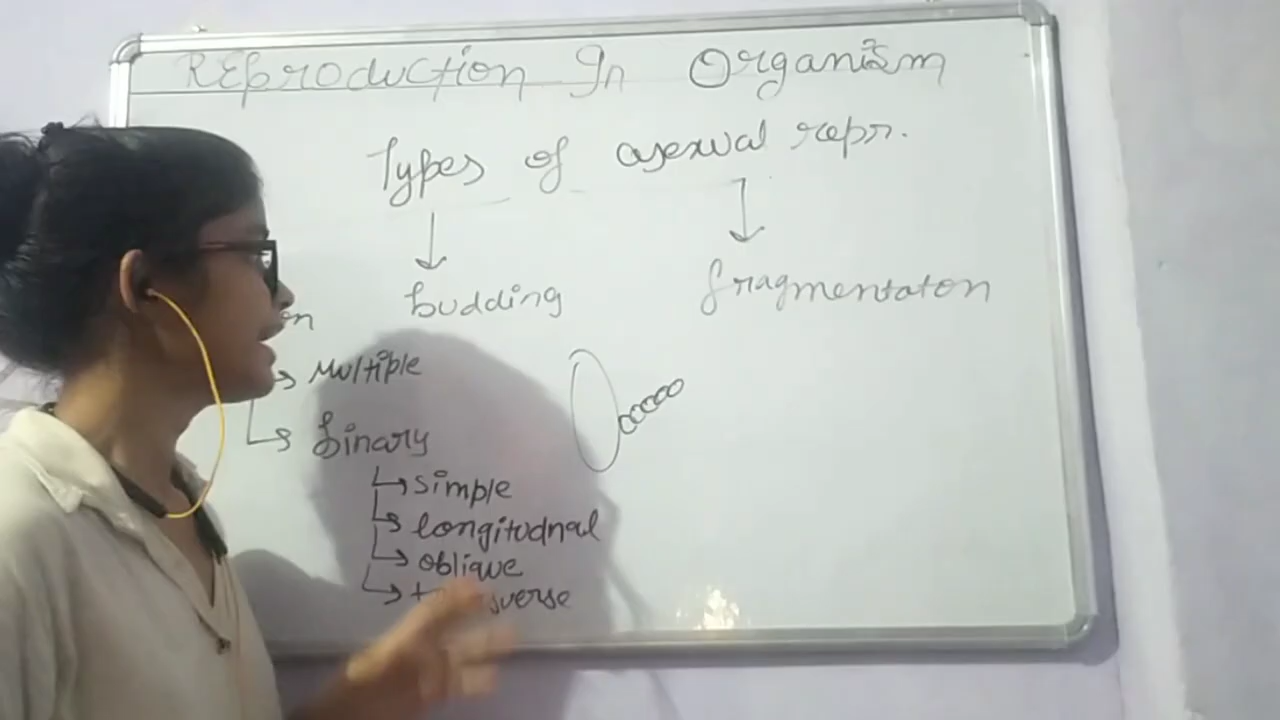 REproduction In Organism
Types of asexual repr.
budding fragmentaton
Multiple
binary
simple
longitudnal
oblique